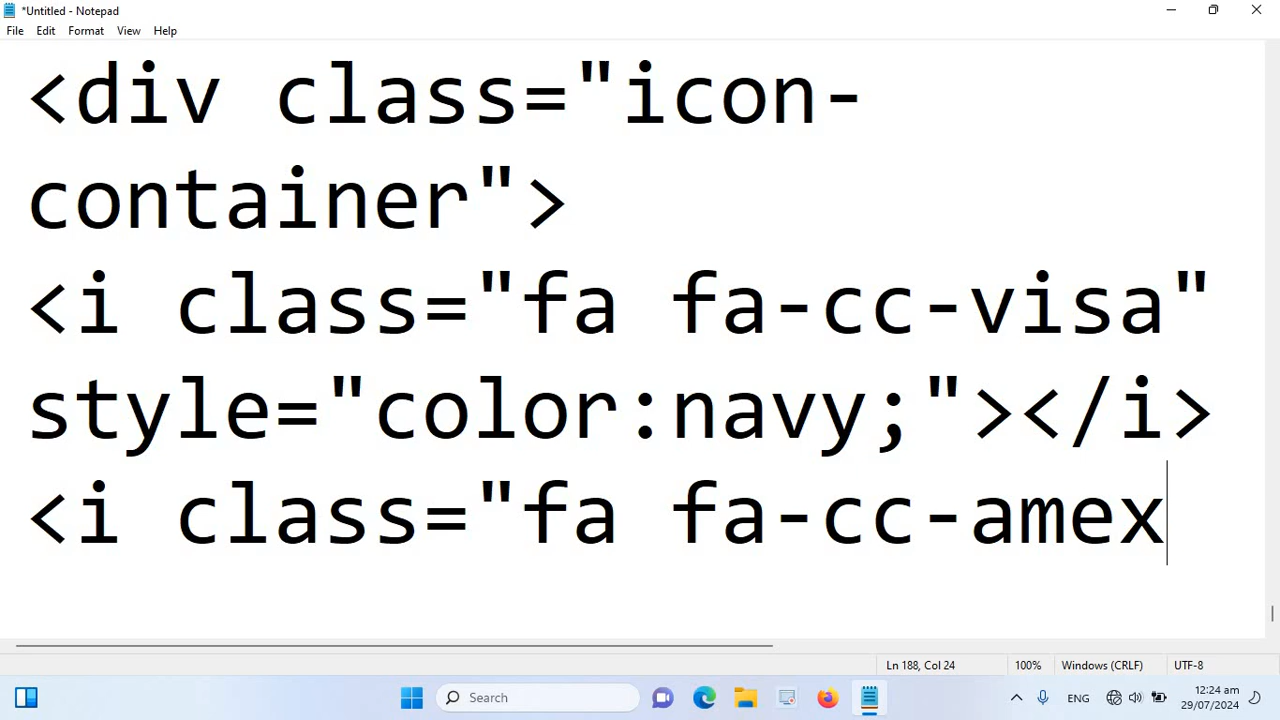 *Untitled - Notepad
File Edit Format View Help
<div class="icon-
container">
<i class="fa fa-cc-visa"
style="color:navy;"></i>
<i class="fa fa-cc-amex
Ln 188, Col 24 100% Windows (CRLF) UTF-8
Search ENG 12:24 am
29/07/2024